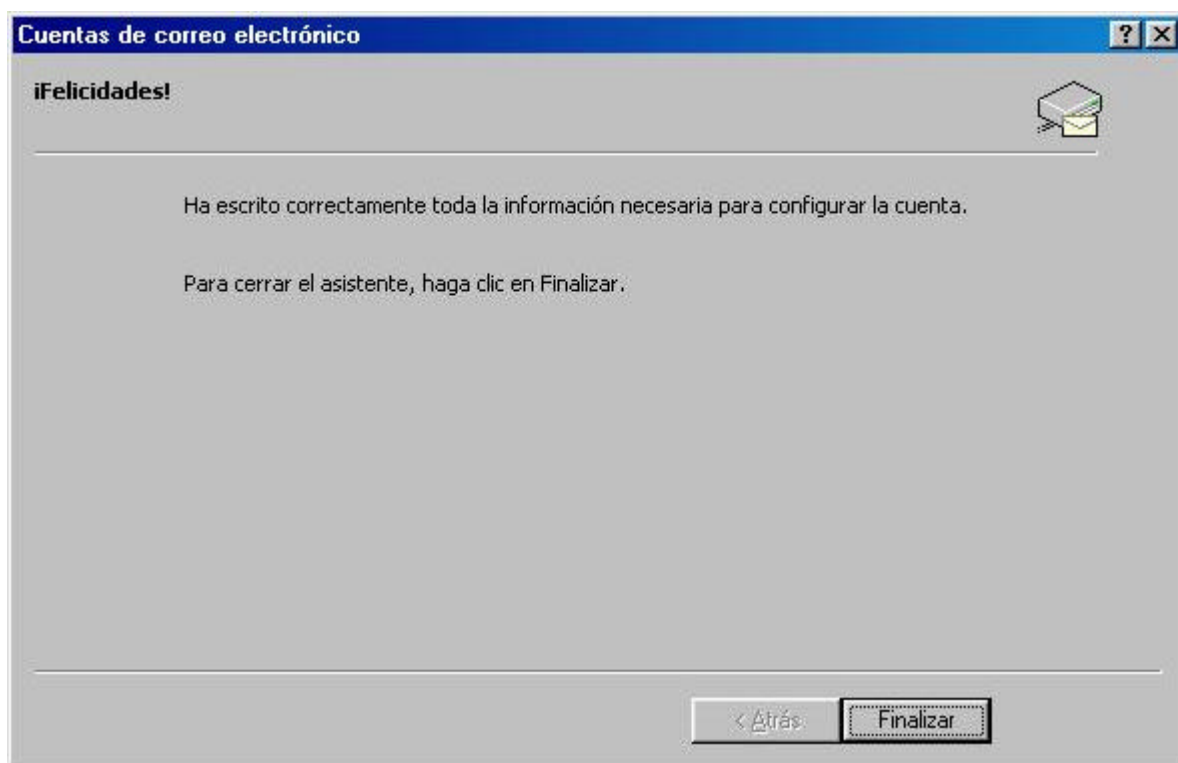 Cuentas de correo electrónico
¡Felicidades!
Ha escrito correctamente toda la información necesaria para configurar la cuenta.
Para cerrar el asistente, haga clic en Finalizar.
< Atrás
Finalizar